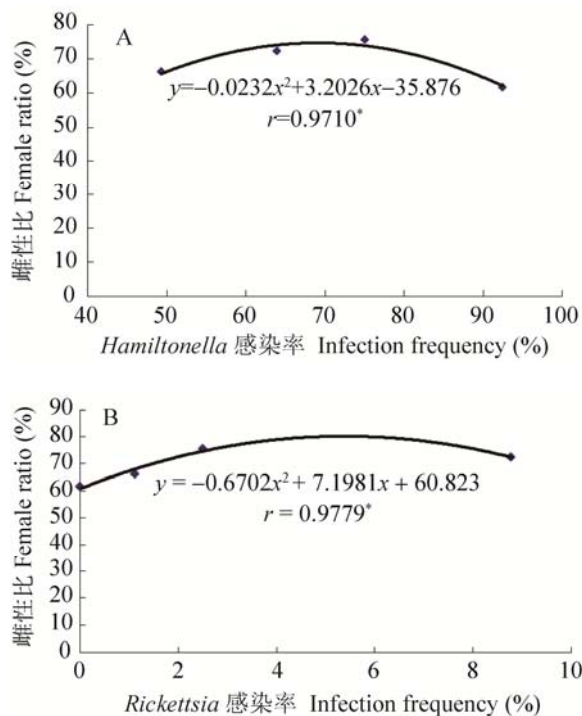 A
80
70
60
50
40
30
20
10
0
雌性比 Female ratio (%)
y=−0.0232x²+3.2026x−35.876
r=0.9710*
40 50 60 70 80 90 100
Hamiltonella 感染率 Infection frequency (%)
B
90
80
70
60
50
40
30
20
10
0
雌性比 Female ratio (%)
y = −0.6702x² + 7.1981x + 60.823
r = 0.9779*
0 2 4 6 8 10
Rickettsia 感染率 Infection frequency (%)